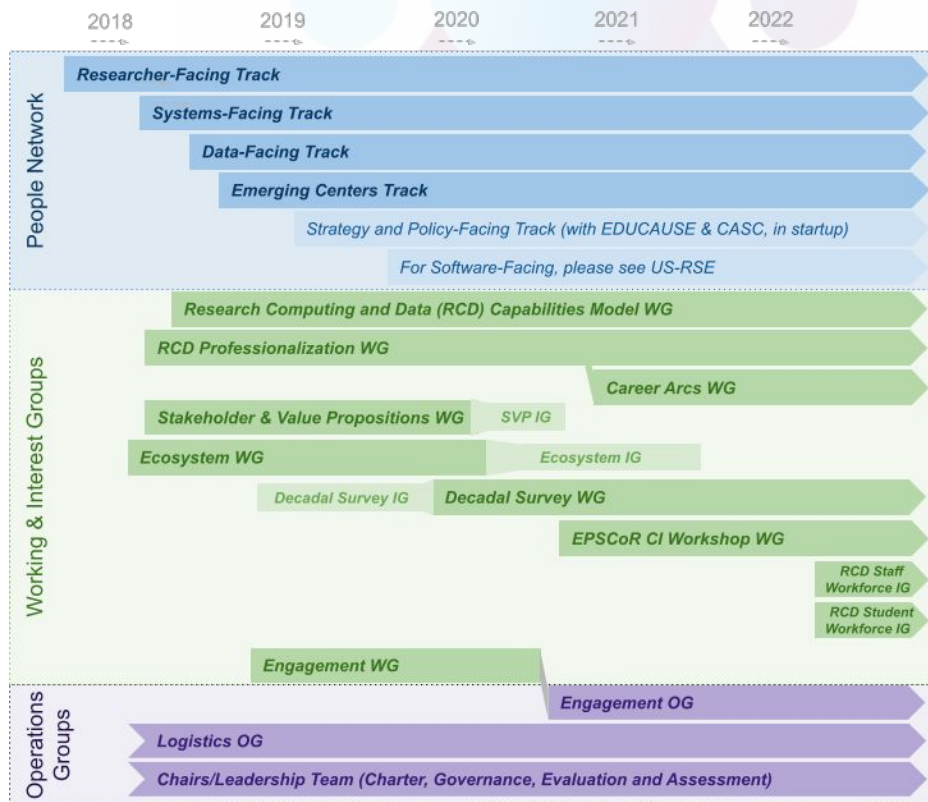 2018 2019 2020 2021 2022
People Network
Researcher-Facing Track
Systems-Facing Track
Data-Facing Track
Emerging Centers Track
Strategy and Policy-Facing Track (with EDUCAUSE & CASC, in startup)
For Software-Facing, please see US-RSE
Working & Interest Groups
Research Computing and Data (RCD) Capabilities Model WG
RCD Professionalization WG
Career Arcs WG
Stakeholder & Value Propositions WG SVP IG
Ecosystem WG Ecosystem IG
Decadal Survey IG Decadal Survey WG
EPSCoR CI Workshop WG
RCD Staff
Workforce IG
RCD Student
Workforce IG
Engagement WG
Operations
Groups
Engagement OG
Logistics OG
Chairs/Leadership Team (Charter, Governance, Evaluation and Assessment)